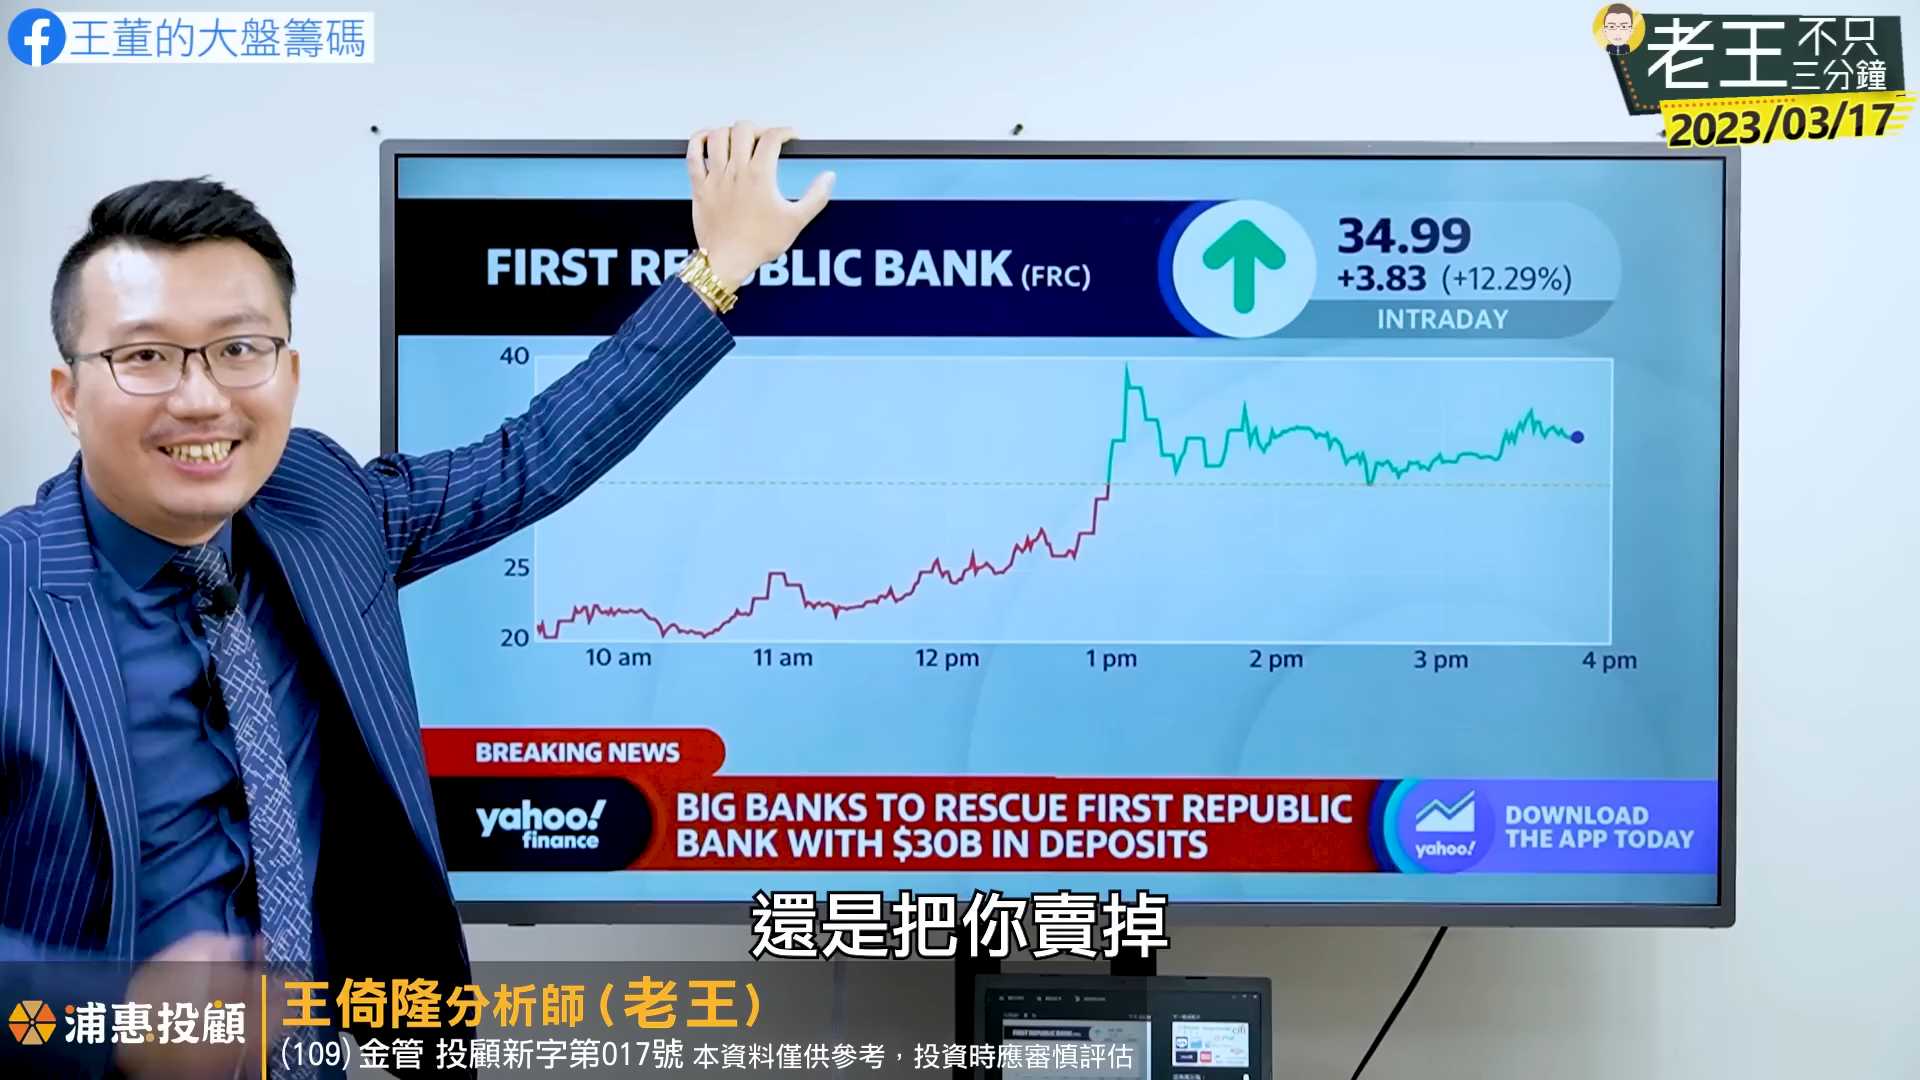 王董的大盤籌碼
老王不只三分鐘
2023/03/17
FIRST REPUBLIC BANK (FRC)
34.99
+3.83 (+12.29%)
INTRADAY
40
25
20
10 am 11 am 12 pm 1 pm 2 pm 3 pm 4 pm
BREAKING NEWS
yahoo!
finance
BIG BANKS TO RESCUE FIRST REPUBLIC
BANK WITH $30B IN DEPOSITS
yahoo!
DOWNLOAD
THE APP TODAY
還是把你賣掉
浦惠投顧
王倚隆分析師(老王)
(109) 金管 投顧新字第017號 本資料僅供參考，投資時應審慎評估
FIRST REPUBLIC BANK
citi